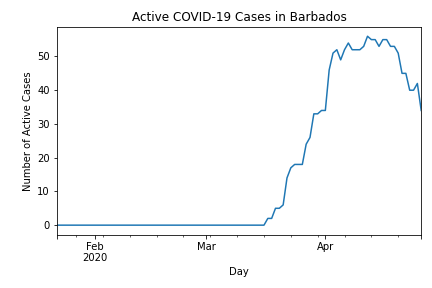 Active COVID-19 Cases in Barbados
Number of Active Cases
50
40
30
20
10
0
Feb
2020
Mar
Apr
Day